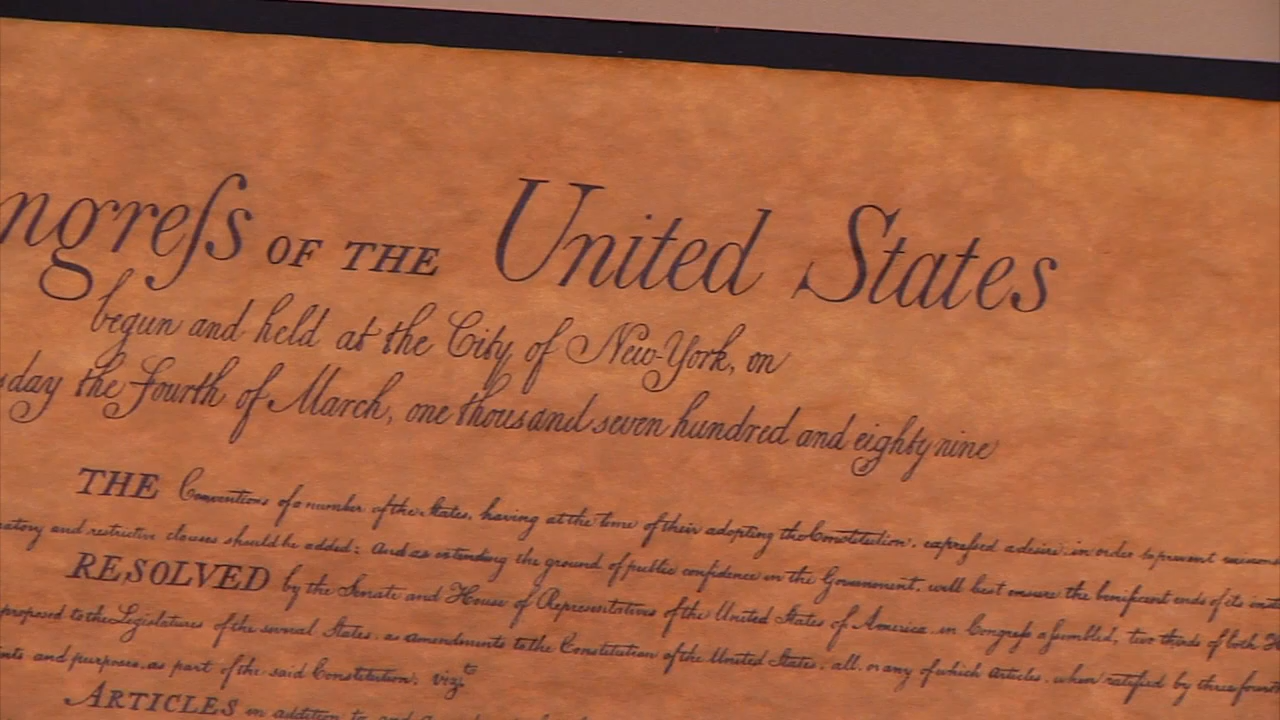 ngreſs OF THE United States
begun and held at the City of New-York, on
sday the Fourth of March, one thousand seven hundred and eighty nine
THE Conventions of a number of the States, having at the time of their adopting the Constitution, expreſsed a desire, in order to prevent
atory and restrictive clauses should be added: And as extending the ground of public confidence in the Government, will best ensure the beneficent ends of its
RESOLVED by the Senate and House of Representatives of the United States of America, in Congreſs aſsembled, two thirds of both
proposed to the Legislatures of the several States, as amendments to the Constitution of the United States, all, or any of which Articles, when ratified by three fourt
nts and purposes, as part of the said Constitution; vizt
ARTICLES in addition to, and